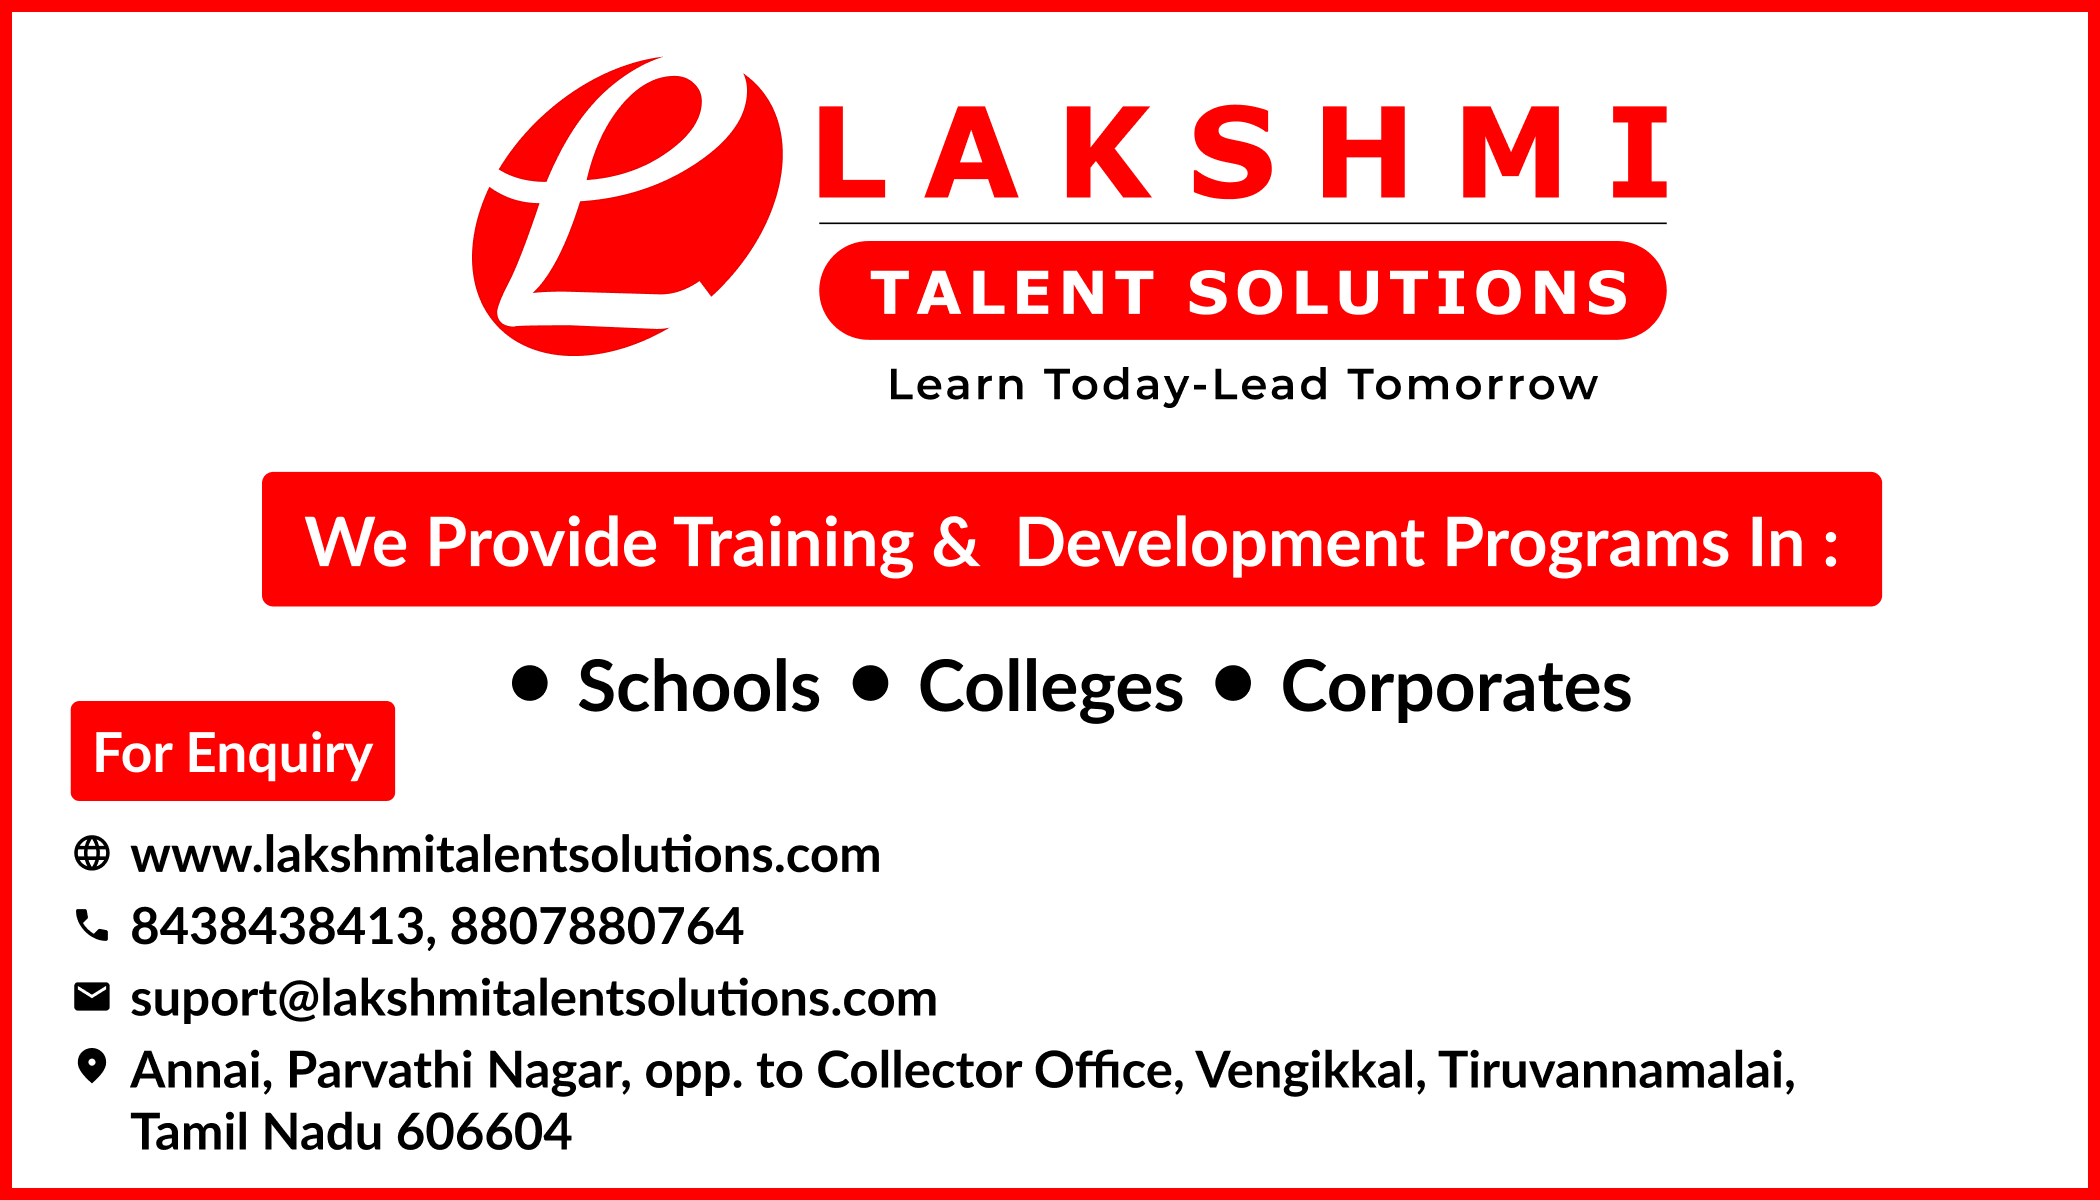 LAKSHMI
TALENT SOLUTIONS
Learn Today-Lead Tomorrow
We Provide Training & Development Programs In :
• Schools • Colleges • Corporates
For Enquiry
www.lakshmitalentsolutions.com
8438438413, 8807880764
suport@lakshmitalentsolutions.com
Annai, Parvathi Nagar, opp. to Collector Office, Vengikkal, Tiruvannamalai,
Tamil Nadu 606604